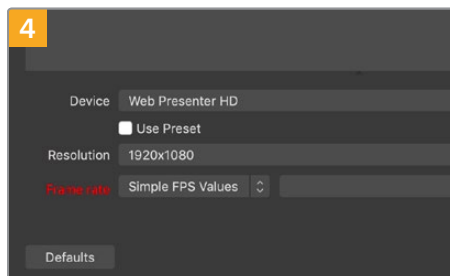 4
Device Web Presenter HD
Use Preset
Resolution 1920x1080
Frame rate Simple FPS Values
Defaults